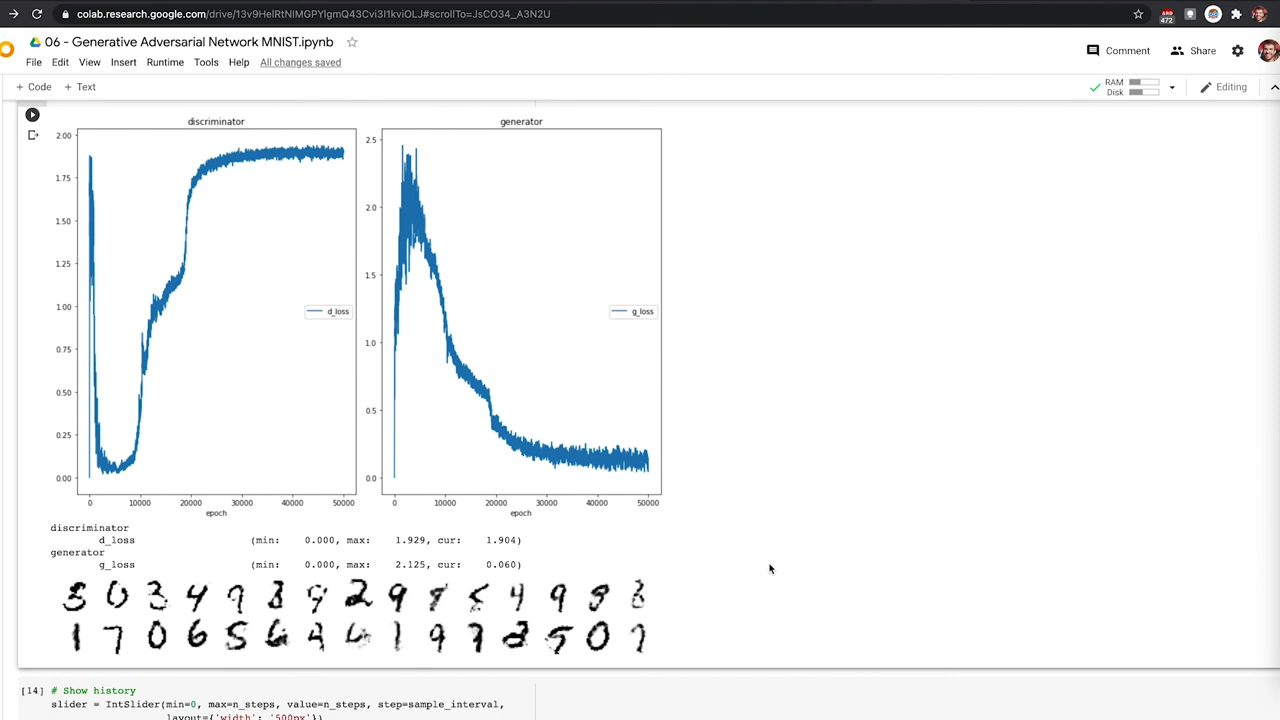 colab.research.google.com/drive/13v9HelRtNIMGPYlgmQ43Cvi3I1kviOLJ#scrollTo=JsCO34_A3N2U
472
06 - Generative Adversarial Network MNIST.ipynb
File Edit View Insert Runtime Tools Help All changes saved
Comment Share
+ Code + Text
RAM
Disk
Editing
discriminator
2.00
1.75
1.50
1.25
1.00
0.75
0.50
0.25
0.00
0 10000 20000 30000 40000 50000
epoch
d_loss
generator
2.5
2.0
1.5
1.0
0.5
0.0
0 10000 20000 30000 40000 50000
epoch
g_loss
discriminator
d_loss (min: 0.000, max: 1.929, cur: 1.904)
generator
g_loss (min: 0.000, max: 2.125, cur: 0.060)
[14] # Show history
slider = IntSlider(min=0, max=n_steps, value=n_steps, step=sample_interval,
layout={'width': '500px'})